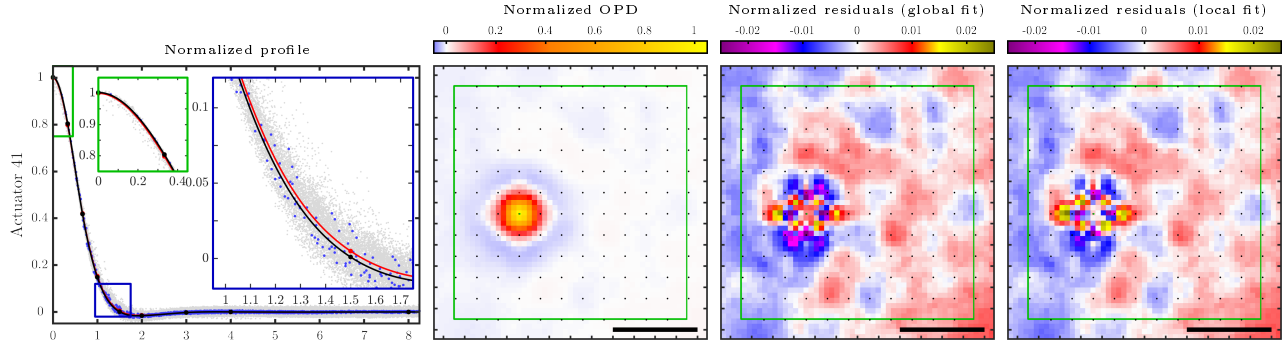 Normalized OPD
Normalized residuals (global fit)
Normalized residuals (local fit)
0 0.2 0.4 0.6 0.8 1
-0.02 -0.01 0 0.01 0.02
-0.02 -0.01 0 0.01 0.02
Normalized profile
Actuator 41
1
0.8
0.6
0.4
0.2
0
0 1 2 3 4 5 6 7 8
1
0.9
0.8
0 0.2 0.40.0
0.1
0.05
0
1 1.1 1.2 1.3 1.4 1.5 1.6 1.7